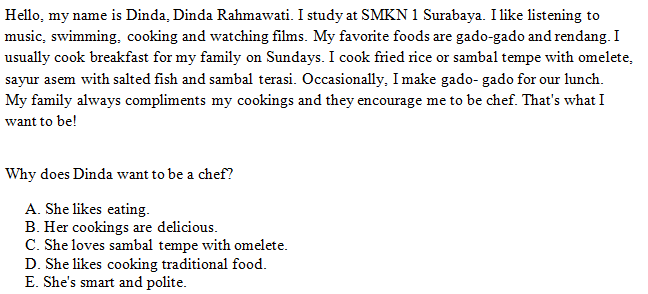 Hello, my name is Dinda, Dinda Rahmawati. I study at SMKN 1 Surabaya. I like listening to
music, swimming, cooking and watching films. My favorite foods are gado-gado and rendang. I
usually cook breakfast for my family on Sundays. I cook fried rice or sambal tempe with omelete,
sayur asem with salted fish and sambal terasi. Occasionally, I make gado- gado for our lunch.
My family always compliments my cookings and they encourage me to be chef. That's what I
want to be!
Why does Dinda want to be a chef?
A. She likes eating.
B. Her cookings are delicious.
C. She loves sambal tempe with omelete.
D. She likes cooking traditional food.
E. She's smart and polite.